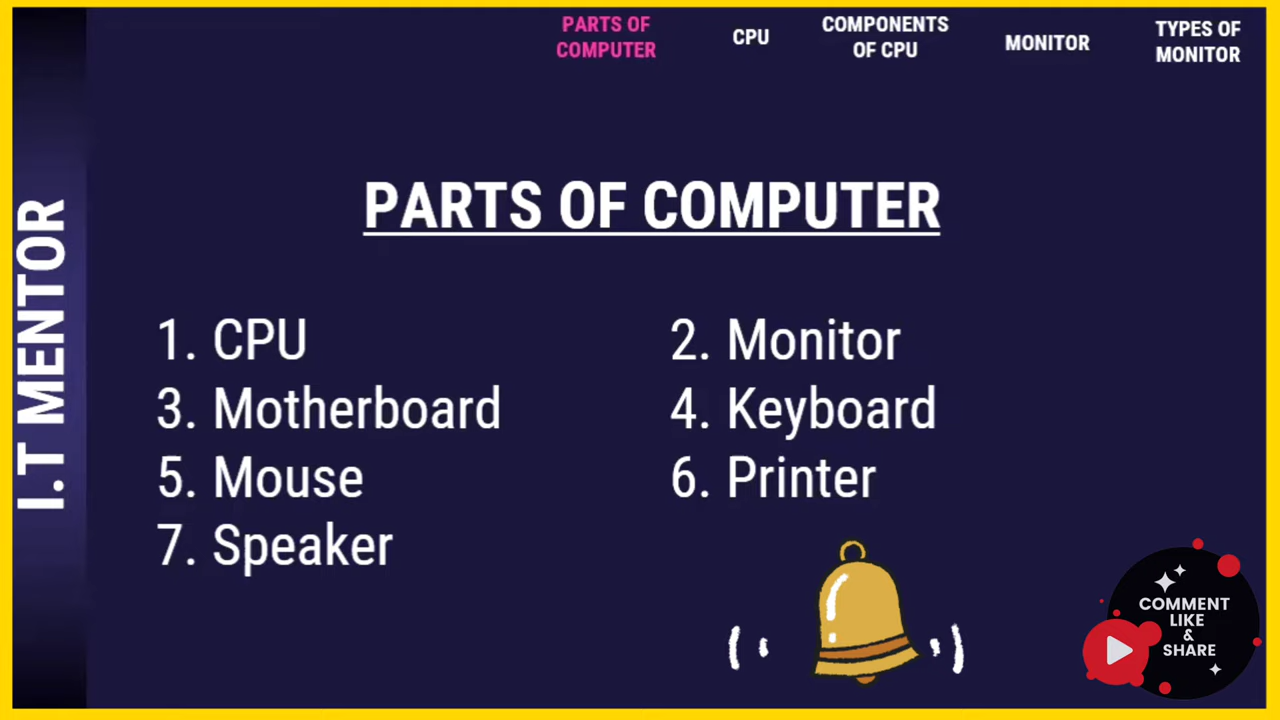 PARTS OF
COMPUTER
CPU
COMPONENTS
OF CPU
MONITOR
TYPES OF
MONITOR
I.T MENTOR
PARTS OF COMPUTER
1. CPU
2. Monitor
3. Motherboard
4. Keyboard
5. Mouse
6. Printer
7. Speaker
COMMENT
LIKE
&
SHARE